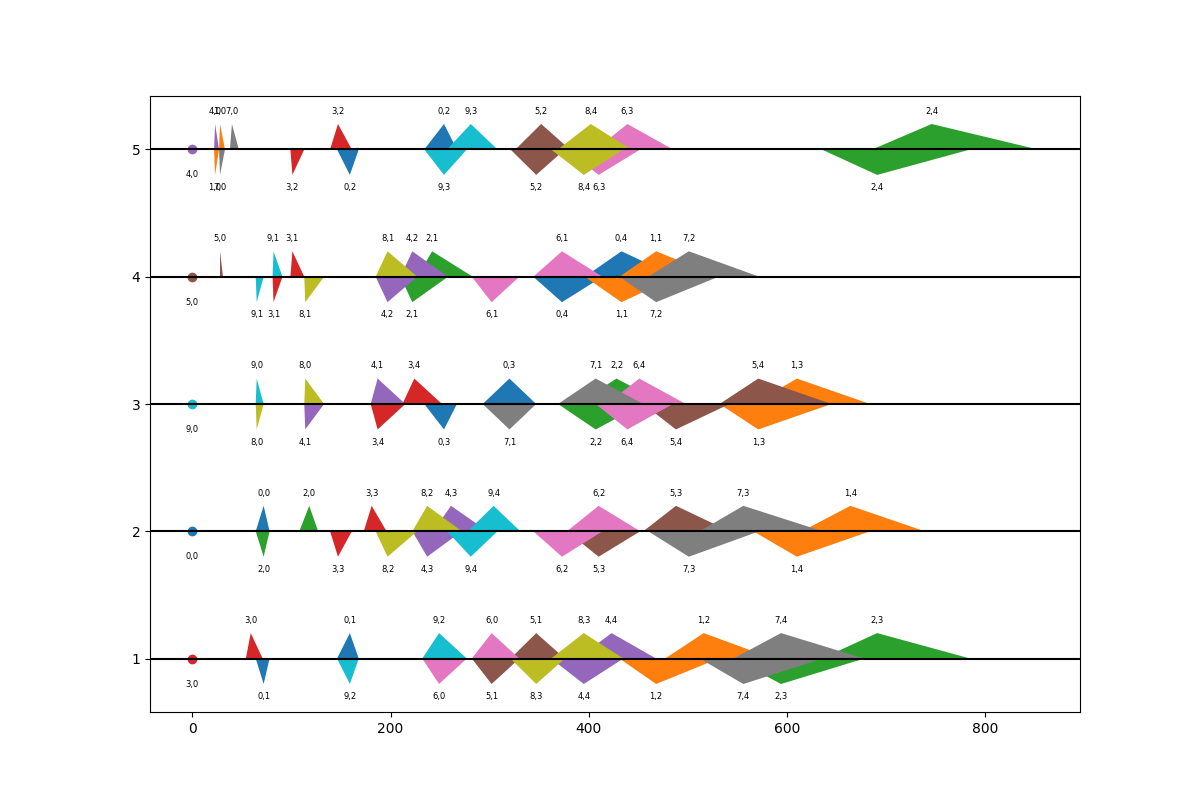 4,0 1,0 7,0 3,2 0,2 9,3 5,2 8,4 6,3 2,4
5
4,0 1,0 7,0 3,2 0,2 9,3 5,2 8,4 6,3 2,4
5,0 9,1 3,1 8,1 4,2 2,1 6,1 0,4 1,1 7,2
4
5,0 9,1 3,1 8,1 4,2 2,1 6,1 0,4 1,1 7,2
9,0 8,0 4,1 3,4 0,3 7,1 2,2 6,4 5,4 1,3
3
9,0 8,0 4,1 3,4 0,3 7,1 2,2 6,4 5,4 1,3
0,0 2,0 3,3 8,2 4,3 9,4 6,2 5,3 7,3 1,4
2
0,0 2,0 3,3 8,2 4,3 9,4 6,2 5,3 7,3 1,4
3,0 0,1 9,2 6,0 5,1 8,3 4,4 1,2 7,4 2,3
1
3,0 0,1 9,2 6,0 5,1 8,3 4,4 1,2 7,4 2,3
0 200 400 600 800